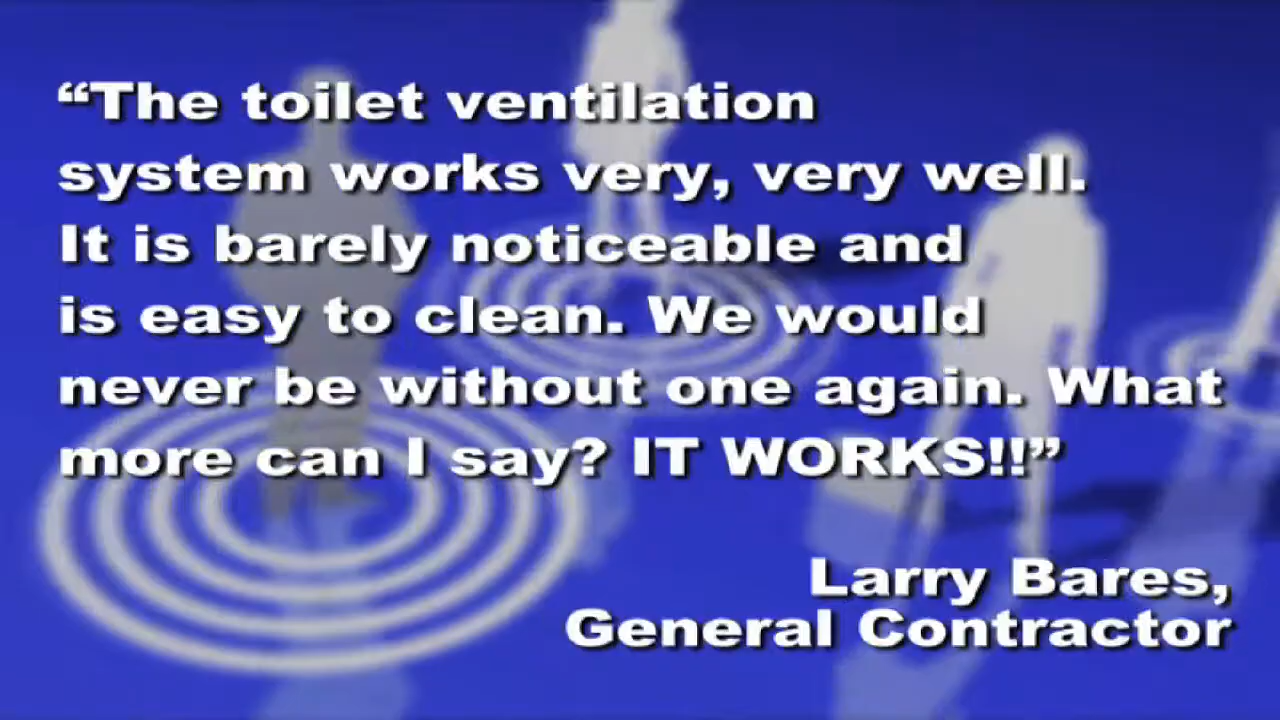 “The toilet ventilation
system works very, very well.
It is barely noticeable and
is easy to clean. We would
never be without one again. What
more can I say? IT WORKS!!”
Larry Bares,
General Contractor